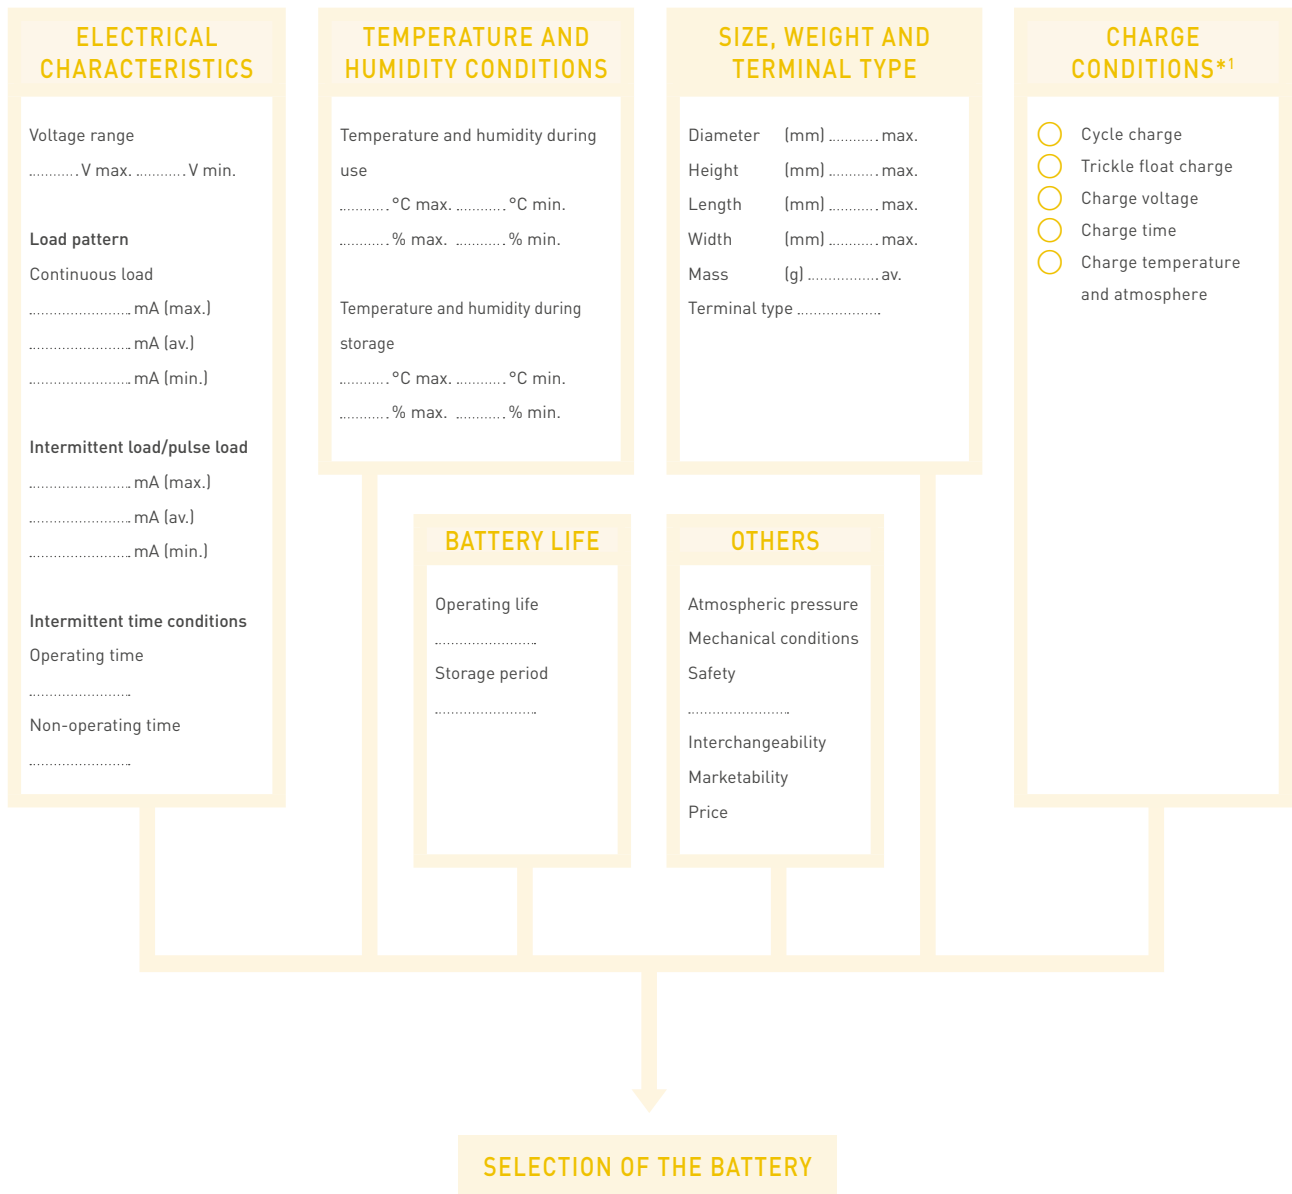 ELECTRICAL
CHARACTERISTICS
Voltage range
............ V max. ............ V min.
Load pattern
Continuous load
......................... mA (max.)
......................... mA (av.)
......................... mA (min.)
Intermittent load/pulse load
......................... mA (max.)
......................... mA (av.)
......................... mA (min.)
Intermittent time conditions
Operating time
.........................
Non-operating time
.........................
TEMPERATURE AND
HUMIDITY CONDITIONS
Temperature and humidity during
use
............ °C max. ............ °C min.
............ % max. ............ % min.
Temperature and humidity during
storage
............ °C max. ............ °C min.
............ % max. ............ % min.
SIZE, WEIGHT AND
TERMINAL TYPE
Diameter (mm) ............ max.
Height (mm) ............ max.
Length (mm) ............ max.
Width (mm) ............ max.
Mass (g) ................. av.
Terminal type ....................
CHARGE
CONDITIONS*¹
Cycle charge
Trickle float charge
Charge voltage
Charge time
Charge temperature
and atmosphere
BATTERY LIFE
Operating life
.........................
Storage period
.........................
OTHERS
Atmospheric pressure
Mechanical conditions
Safety
.........................
Interchangeability
Marketability
Price
SELECTION OF THE BATTERY